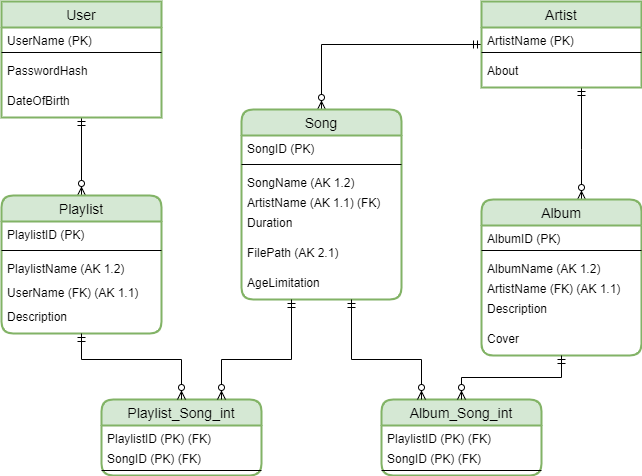 User
UserName (PK)
PasswordHash
DateOfBirth
Artist
ArtistName (PK)
About
Song
SongID (PK)
SongName (AK 1.2)
ArtistName (AK 1.1) (FK)
Duration
FilePath (AK 2.1)
AgeLimitation
Playlist
PlaylistID (PK)
PlaylistName (AK 1.2)
UserName (FK) (AK 1.1)
Description
Album
AlbumID (PK)
AlbumName (AK 1.2)
ArtistName (FK) (AK 1.1)
Description
Cover
Playlist_Song_int
PlaylistID (PK) (FK)
SongID (PK) (FK)
Album_Song_int
PlaylistID (PK) (FK)
SongID (PK) (FK)